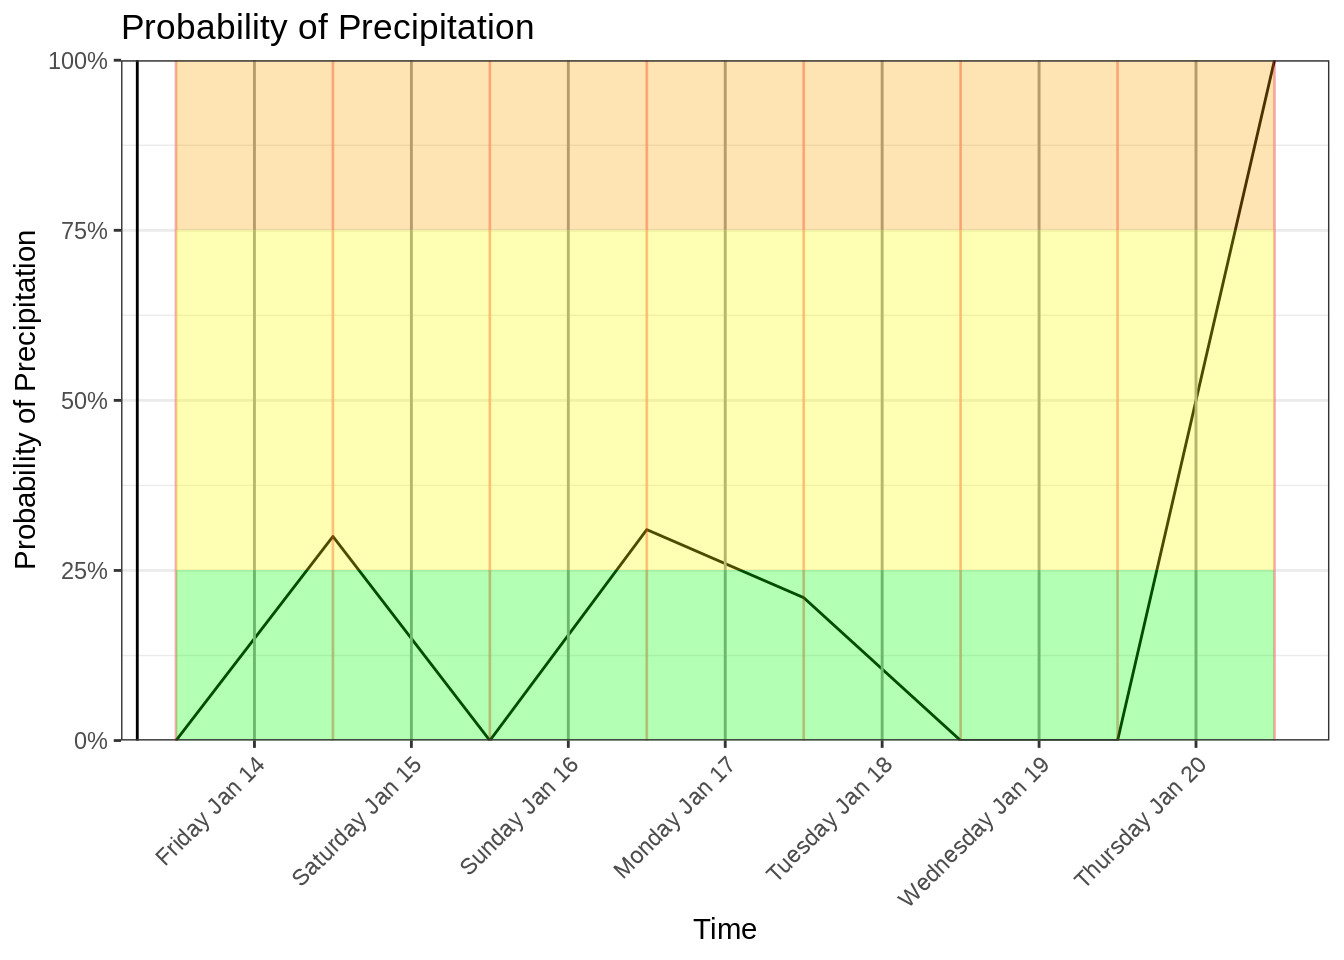 Probability of Precipitation
Probability of Precipitation
100%
75%
50%
25%
0%
Friday Jan 14
Saturday Jan 15
Sunday Jan 16
Monday Jan 17
Tuesday Jan 18
Wednesday Jan 19
Thursday Jan 20
Time